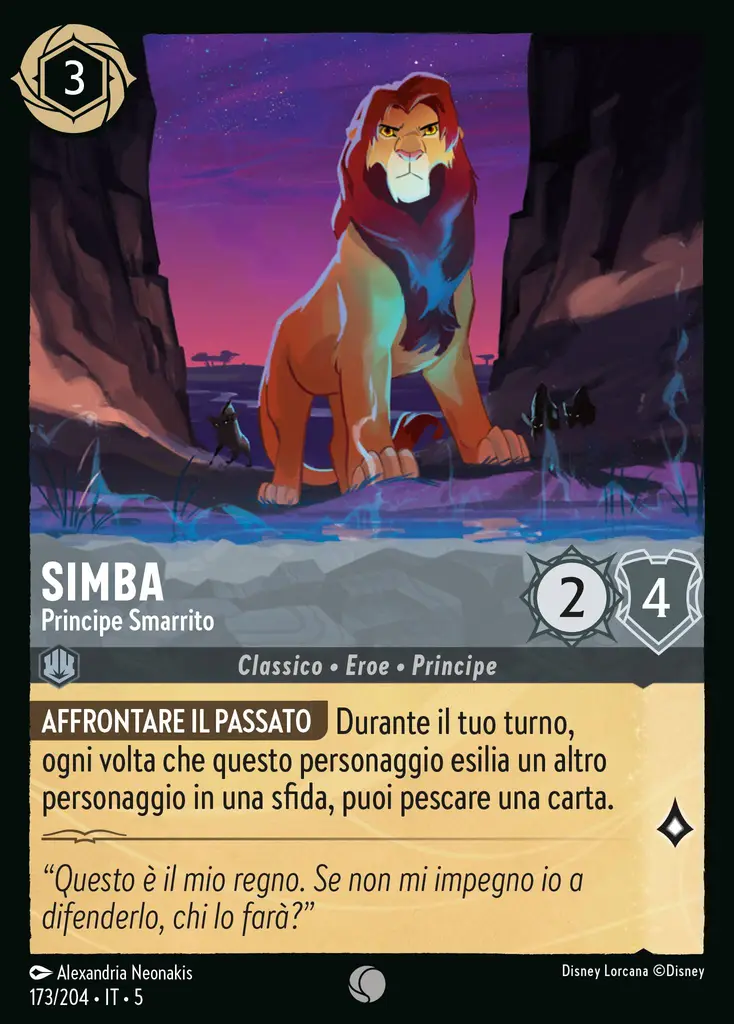 3
SIMBA
Principe Smarrito
2
4
Classico • Eroe • Principe
AFFRONTARE IL PASSATO Durante il tuo turno,
ogni volta che questo personaggio esilia un altro
personaggio in una sfida, puoi pescare una carta.
“Questo è il mio regno. Se non mi impegno io a
difenderlo, chi lo farà?”
Alexandria Neonakis
Disney Lorcana ©Disney
173/204 • IT • 5